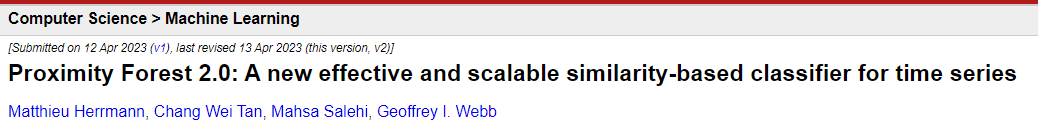 Computer Science > Machine Learning
[Submitted on 12 Apr 2023 (v1), last revised 13 Apr 2023 (this version, v2)]
Proximity Forest 2.0: A new effective and scalable similarity-based classifier for time series
Matthieu Herrmann, Chang Wei Tan, Mahsa Salehi, Geoffrey I. Webb